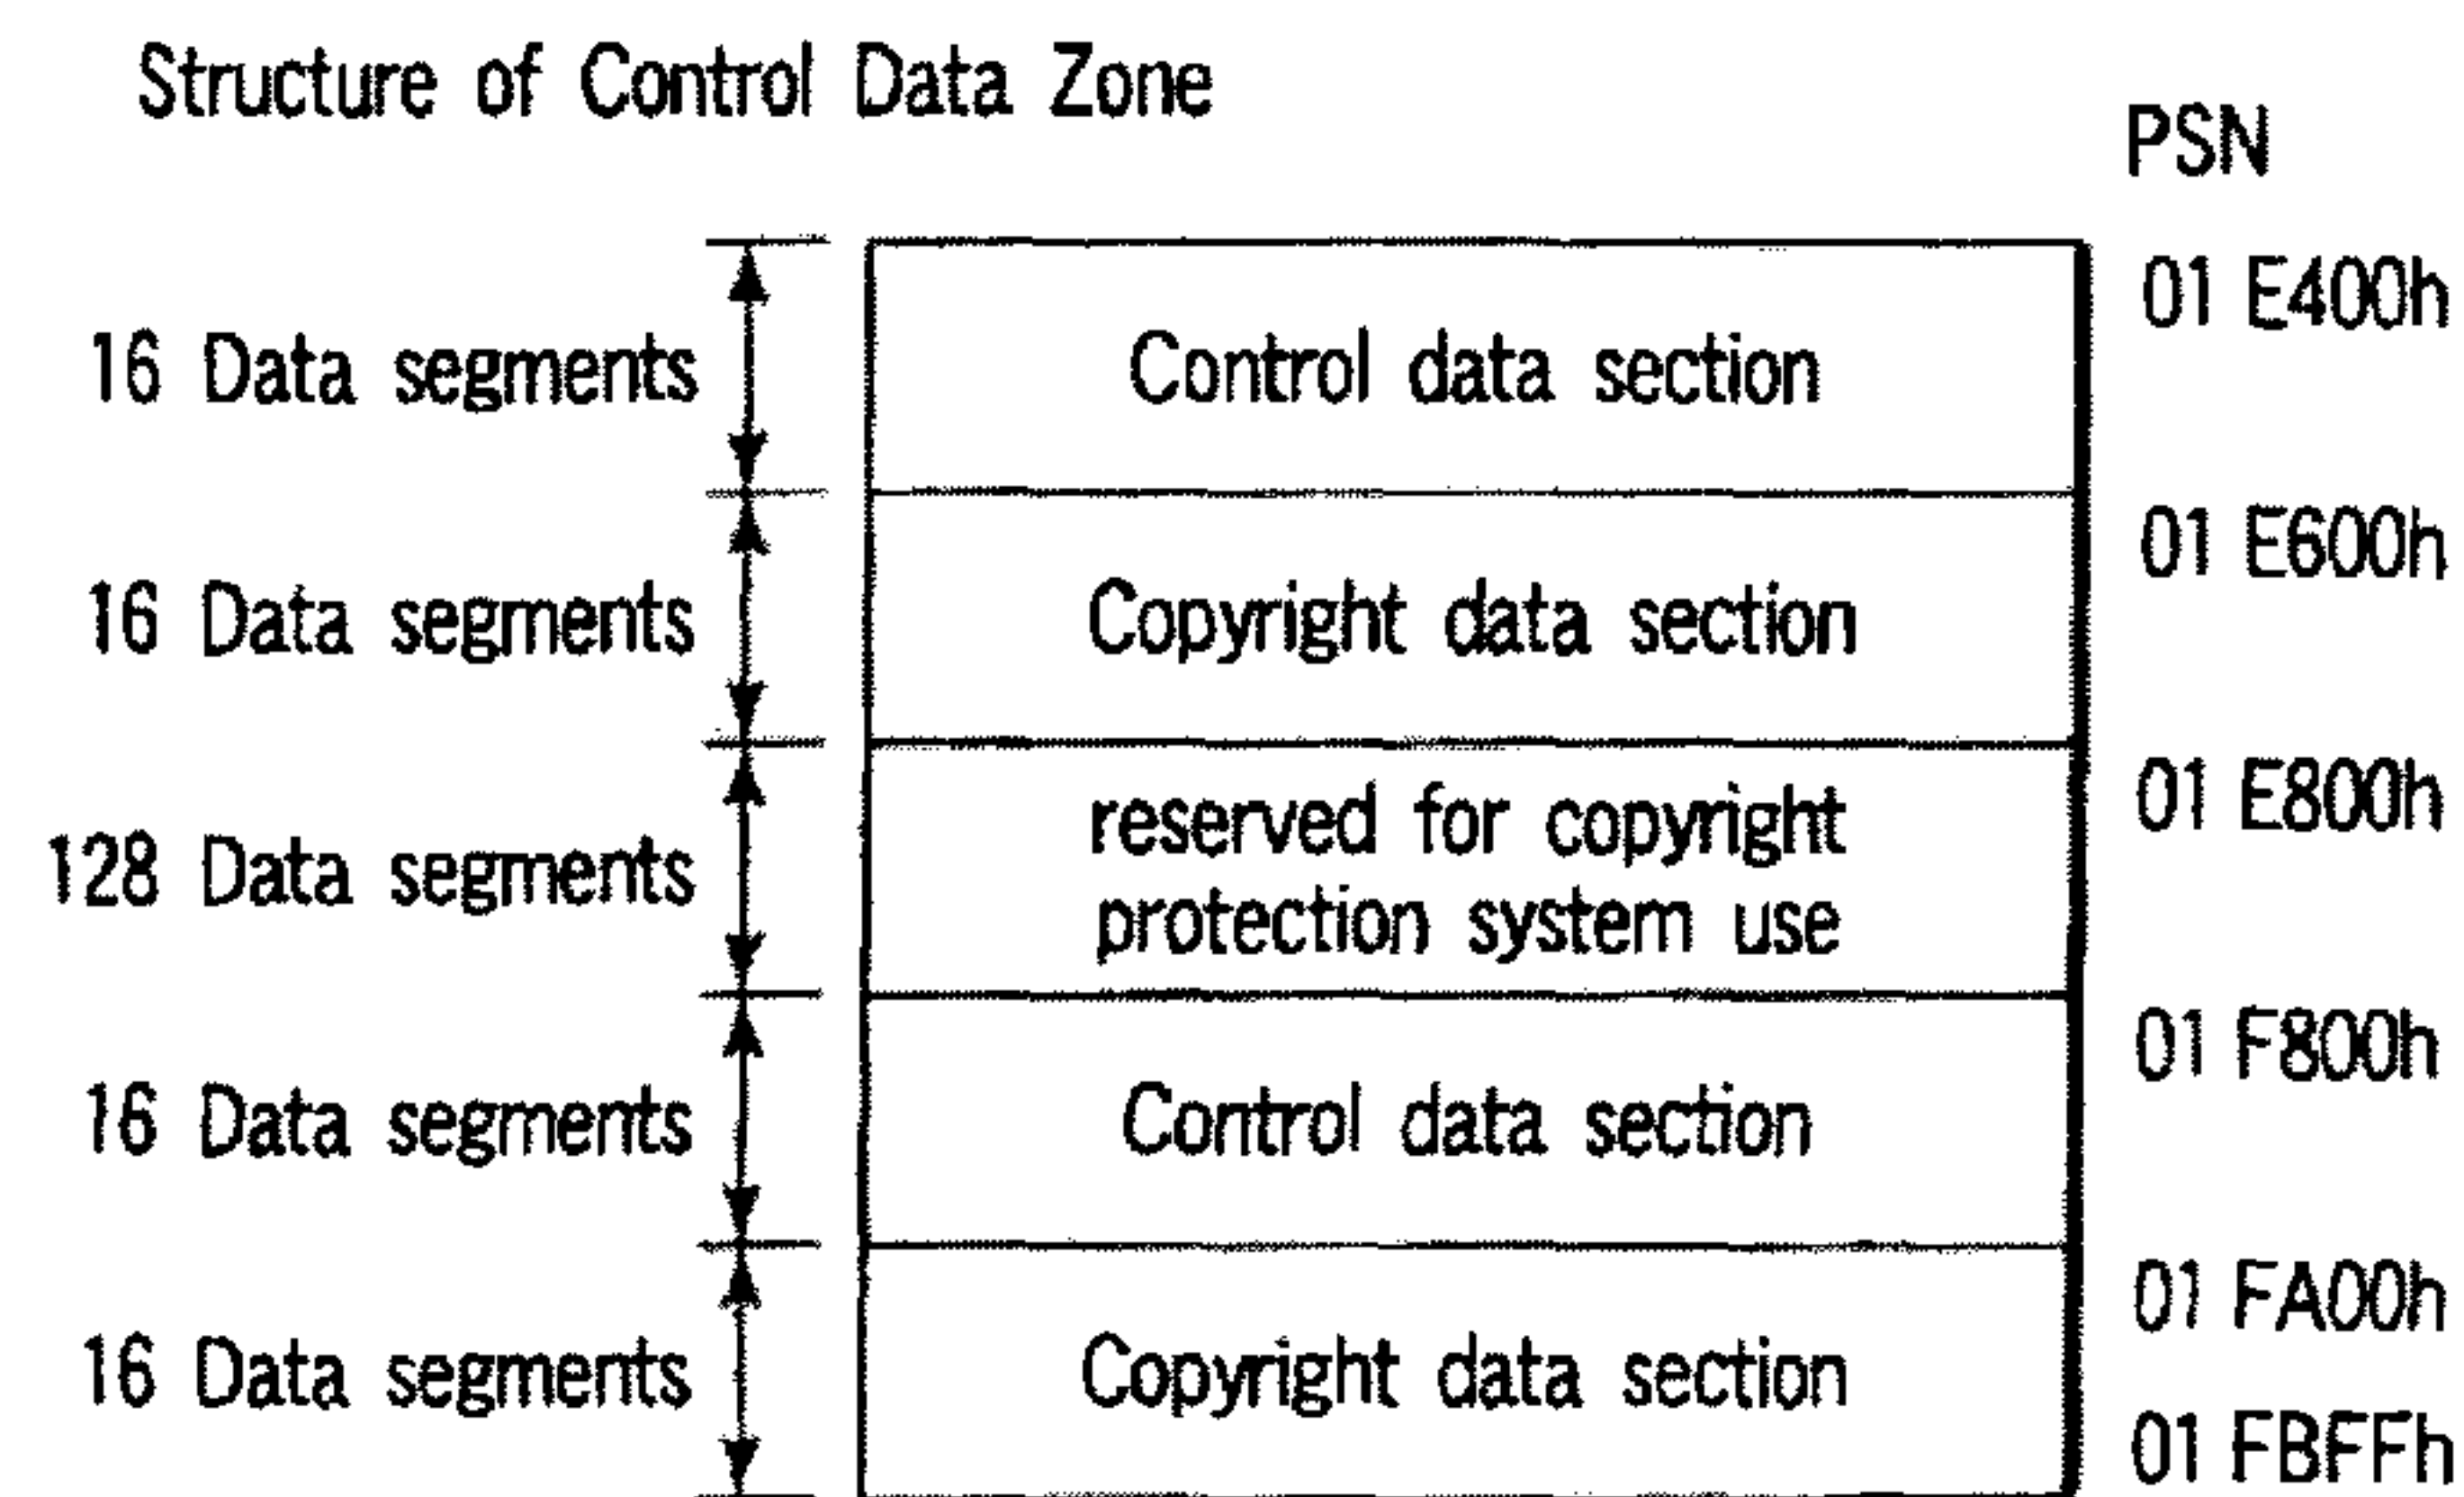 Structure of Control Data Zone
PSN
01 E400h
16 Data segments
Control data section
01 E600h
16 Data segments
Copyright data section
01 E800h
128 Data segments
reserved for copyright
protection system use
01 F800h
16 Data segments
Control data section
01 FA00h
16 Data segments
Copyright data section
01 FBFFh